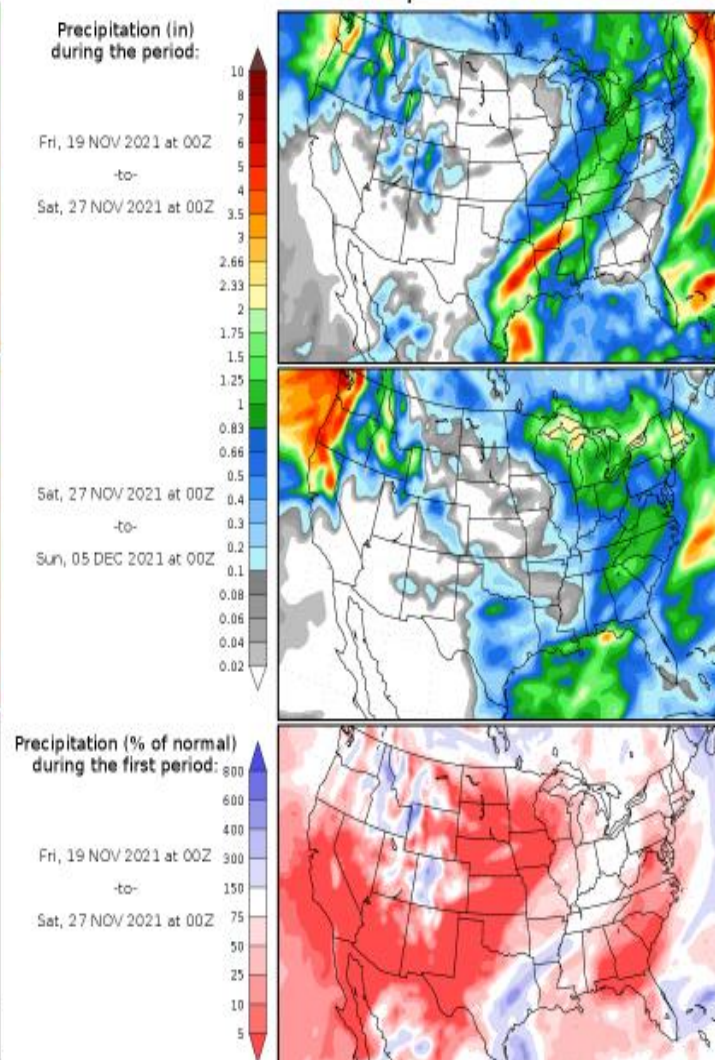 Precipitation (in)
during the period:
10
8
7
6
5
4
3.5
3
2.66
2.33
2
1.75
1.5
1.25
1
0.83
0.66
0.5
0.4
0.3
0.2
0.1
0.08
0.06
0.04
0.02
Fri, 19 NOV 2021 at 00Z
-to-
Sat, 27 NOV 2021 at 00Z
Sat, 27 NOV 2021 at 00Z
-to-
Sun, 05 DEC 2021 at 00Z
Precipitation (% of normal)
during the first period:
800
600
400
300
150
75
50
25
10
5
Fri, 19 NOV 2021 at 00Z
-to-
Sat, 27 NOV 2021 at 00Z